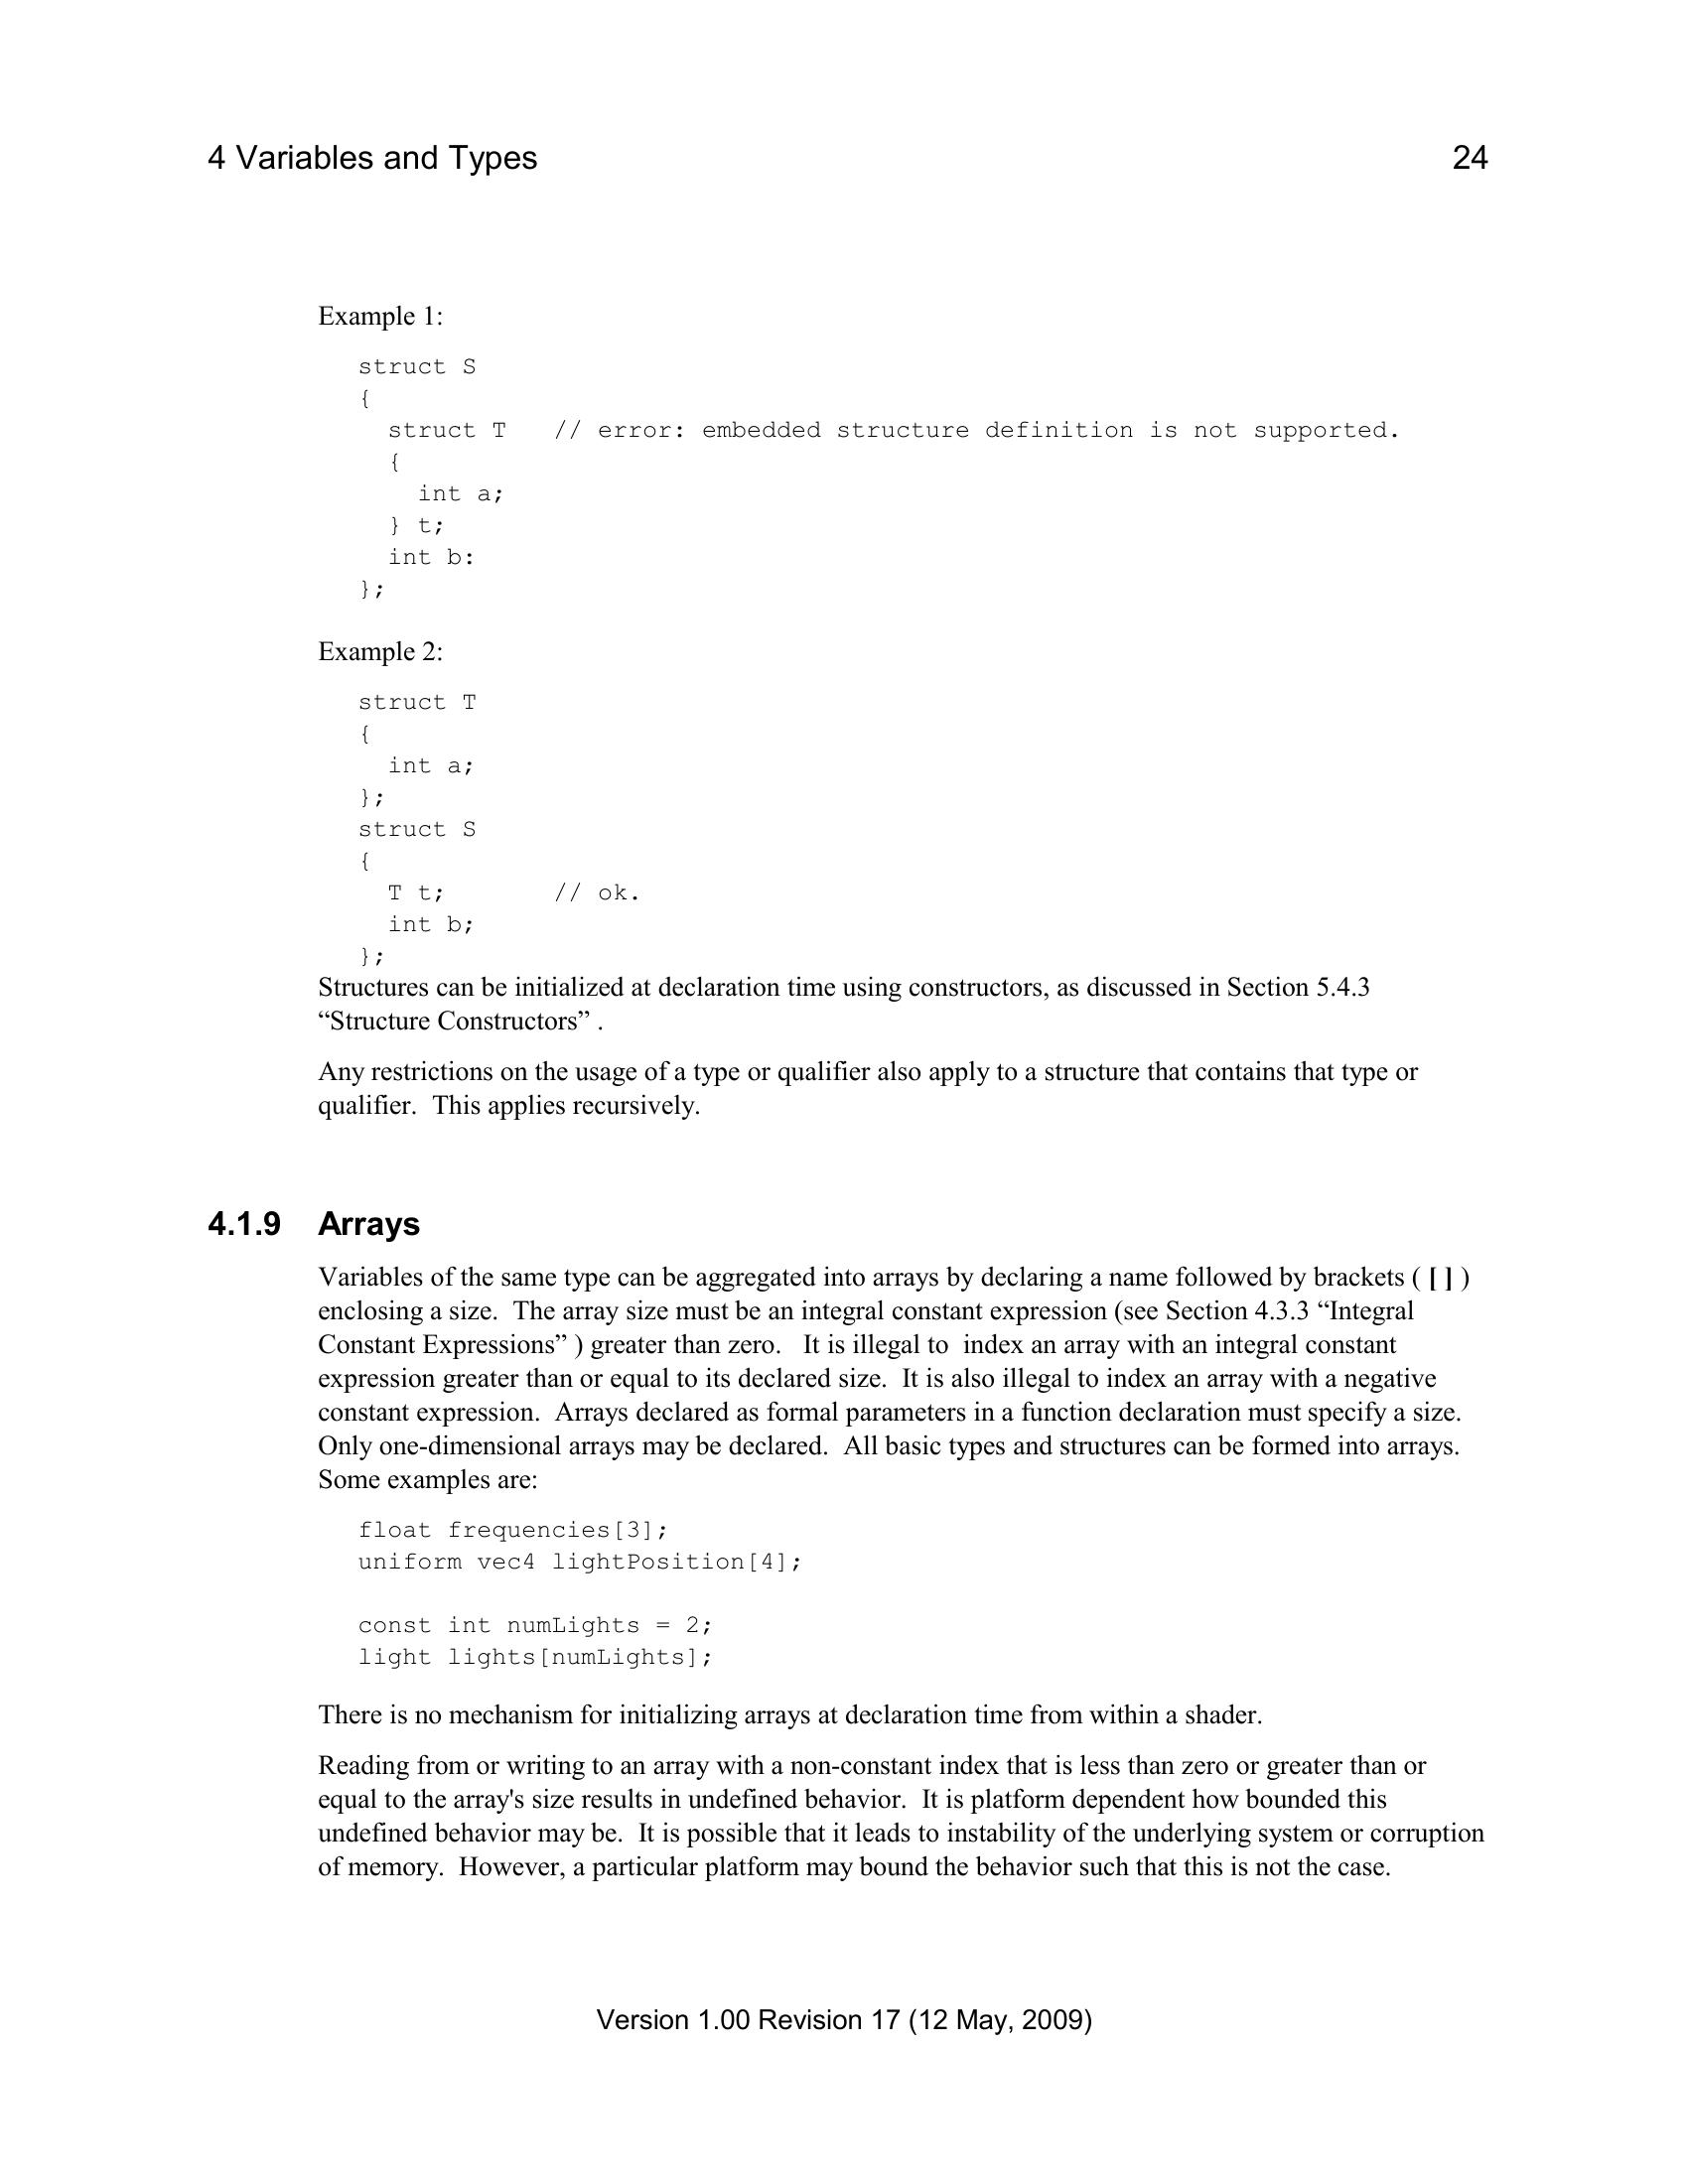 4 Variables and Types 24
Example 1:
struct S
{
struct T // error: embedded structure definition is not supported.
{
int a;
} t;
int b:
};
Example 2:
struct T
{
int a;
};
struct S
{
T t; // ok.
int b;
};
Structures can be initialized at declaration time using constructors, as discussed in Section 5.4.3
“Structure Constructors” .
Any restrictions on the usage of a type or qualifier also apply to a structure that contains that type or
qualifier. This applies recursively.
4.1.9 Arrays
Variables of the same type can be aggregated into arrays by declaring a name followed by brackets ( [ ] )
enclosing a size. The array size must be an integral constant expression (see Section 4.3.3 “Integral
Constant Expressions” ) greater than zero. It is illegal to index an array with an integral constant
expression greater than or equal to its declared size. It is also illegal to index an array with a negative
constant expression. Arrays declared as formal parameters in a function declaration must specify a size.
Only one-dimensional arrays may be declared. All basic types and structures can be formed into arrays.
Some examples are:
float frequencies[3];
uniform vec4 lightPosition[4];
const int numLights = 2;
light lights[numLights];
There is no mechanism for initializing arrays at declaration time from within a shader.
Reading from or writing to an array with a non-constant index that is less than zero or greater than or
equal to the array's size results in undefined behavior. It is platform dependent how bounded this
undefined behavior may be. It is possible that it leads to instability of the underlying system or corruption
of memory. However, a particular platform may bound the behavior such that this is not the case.
Version 1.00 Revision 17 (12 May, 2009)